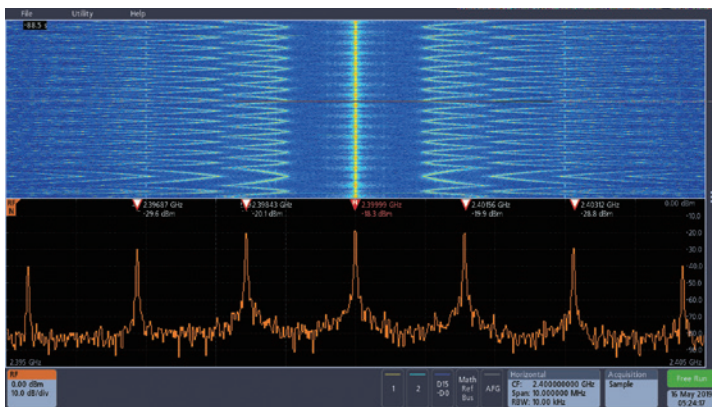 File Utility Help
-88.5 s
2.39687 GHz 2.39843 GHz 2.39999 GHz 2.40156 GHz 2.40312 GHz 0.00 dBm
-29.6 dBm -20.1 dBm -18.3 dBm -19.9 dBm -28.8 dBm -10.0
-20.0
-30.0
-40.0
-50.0
-60.0
-70.0
-80.0
-90.0
2.395 GHz 2.405 GHz
RF
0.00 dBm
10.0 dB/div
1 2 D15 -D0 Math Ref Bus AFG
Horizontal
CF: 2.400000000 GHz
Span: 10.000000 MHz
RBW: 10.00 kHz
Acquisition
Sample
Free Run
16 May 2019
05:24:17